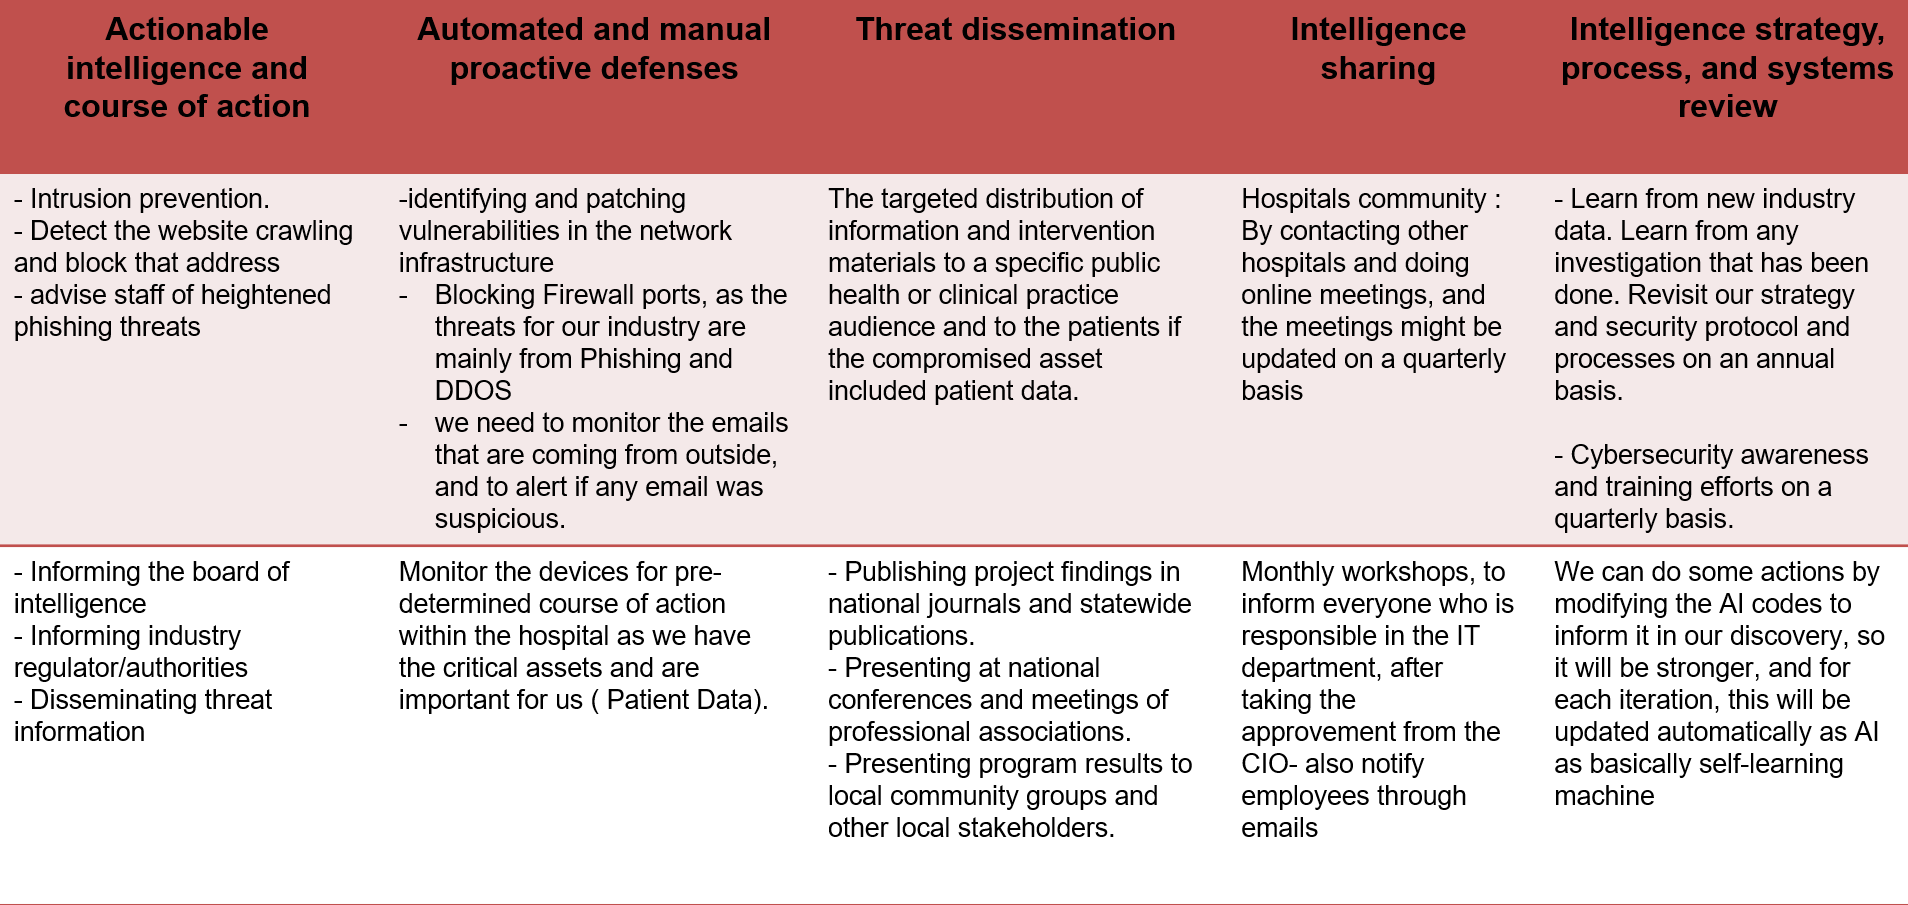 Actionable
intelligence and
course of action
Automated and manual
proactive defenses
Threat dissemination
Intelligence
sharing
Intelligence strategy,
process, and systems
review
- Intrusion prevention.
- Detect the website crawling
and block that address
- advise staff of heightened
phishing threats
-identifying and patching
vulnerabilities in the network
infrastructure
- Blocking Firewall ports, as the
threats for our industry are
mainly from Phishing and
DDOS
- we need to monitor the emails
that are coming from outside,
and to alert if any email was
suspicious.
The targeted distribution of
information and intervention
materials to a specific public
health or clinical practice
audience and to the patients if
the compromised asset
included patient data.
Hospitals community :
By contacting other
hospitals and doing
online meetings, and
the meetings might be
updated on a quarterly
basis
- Learn from new industry
data. Learn from any
investigation that has been
done. Revisit our strategy
and security protocol and
processes on an annual
basis.
- Cybersecurity awareness
and training efforts on a
quarterly basis.
- Informing the board of
intelligence
- Informing industry
regulator/authorities
- Disseminating threat
information
Monitor the devices for pre-
determined course of action
within the hospital as we have
the critical assets and are
important for us ( Patient Data).
- Publishing project findings in
national journals and statewide
publications.
- Presenting at national
conferences and meetings of
professional associations.
- Presenting program results to
local community groups and
other local stakeholders.
Monthly workshops, to
inform everyone who is
responsible in the IT
department, after
taking the
approvement from the
CIO- also notify
employees through
emails
We can do some actions by
modifying the AI codes to
inform it in our discovery, so
it will be stronger, and for
each iteration, this will be
updated automatically as AI
as basically self-learning
machine